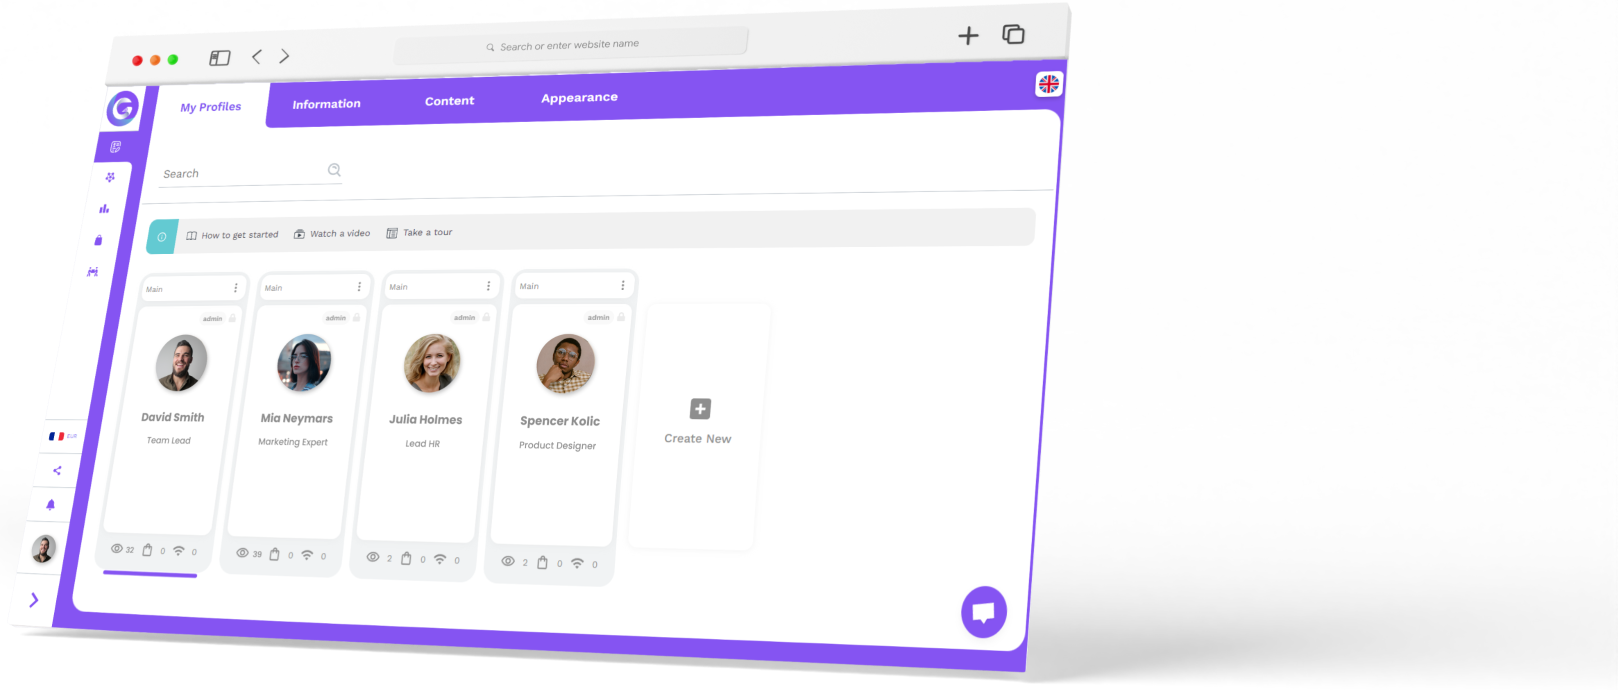 Search or enter website name
My Profiles
Information
Content
Appearance
Search
How to get started
Watch a video
Take a tour
Main
Main
Main
Main
admin
admin
admin
admin
David Smith
Team Lead
Mia Neymars
Marketing Expert
Julia Holmes
Lead HR
Spencer Kolic
Product Designer
Create New
EUR
32 0 0
39 0 0
2 0 0
2 0 0